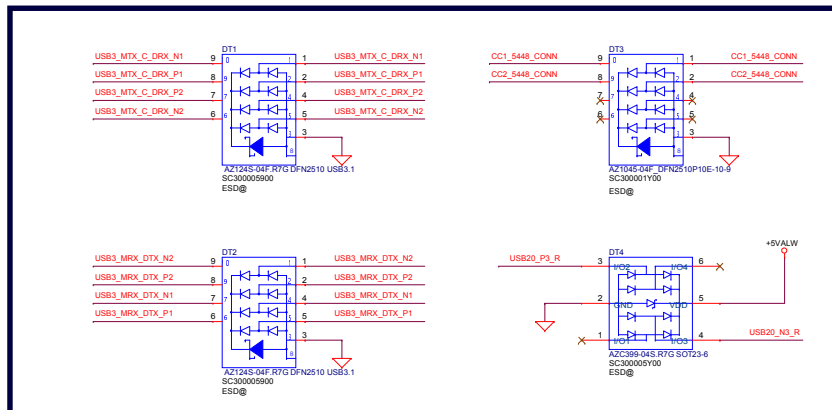 DT1
USB3_MTX_C_DRX_N1 9 1 USB3_MTX_C_DRX_N1
USB3_MTX_C_DRX_P1 8 2 USB3_MTX_C_DRX_P1
USB3_MTX_C_DRX_P2 7 4 USB3_MTX_C_DRX_P2
USB3_MTX_C_DRX_N2 6 5 USB3_MTX_C_DRX_N2
3
8
AZ124S-04F.R7G DFN2510 USB3.1
SC300005900
ESD@
DT3
CC1_5448_CONN 9 1 CC1_5448_CONN
CC2_5448_CONN 8 2 CC2_5448_CONN
7 4
6 5
3
8
AZ1045-04F_DFN2510P10E-10-9
SC300001Y00
ESD@
DT2
USB3_MRX_DTX_N2 9 1 USB3_MRX_DTX_N2
USB3_MRX_DTX_P2 8 2 USB3_MRX_DTX_P2
USB3_MRX_DTX_N1 7 4 USB3_MRX_DTX_N1
USB3_MRX_DTX_P1 6 5 USB3_MRX_DTX_P1
3
8
AZ124S-04F.R7G DFN2510 USB3.1
SC300005900
ESD@
+5VALW
DT4
USB20_P3_R 3 I/O2 I/O4 6
2 GND VDD 5
1 I/O1 I/O3 4 USB20_N3_R
AZC399-04S.R7G SOT23-6
SC300005Y00
ESD@